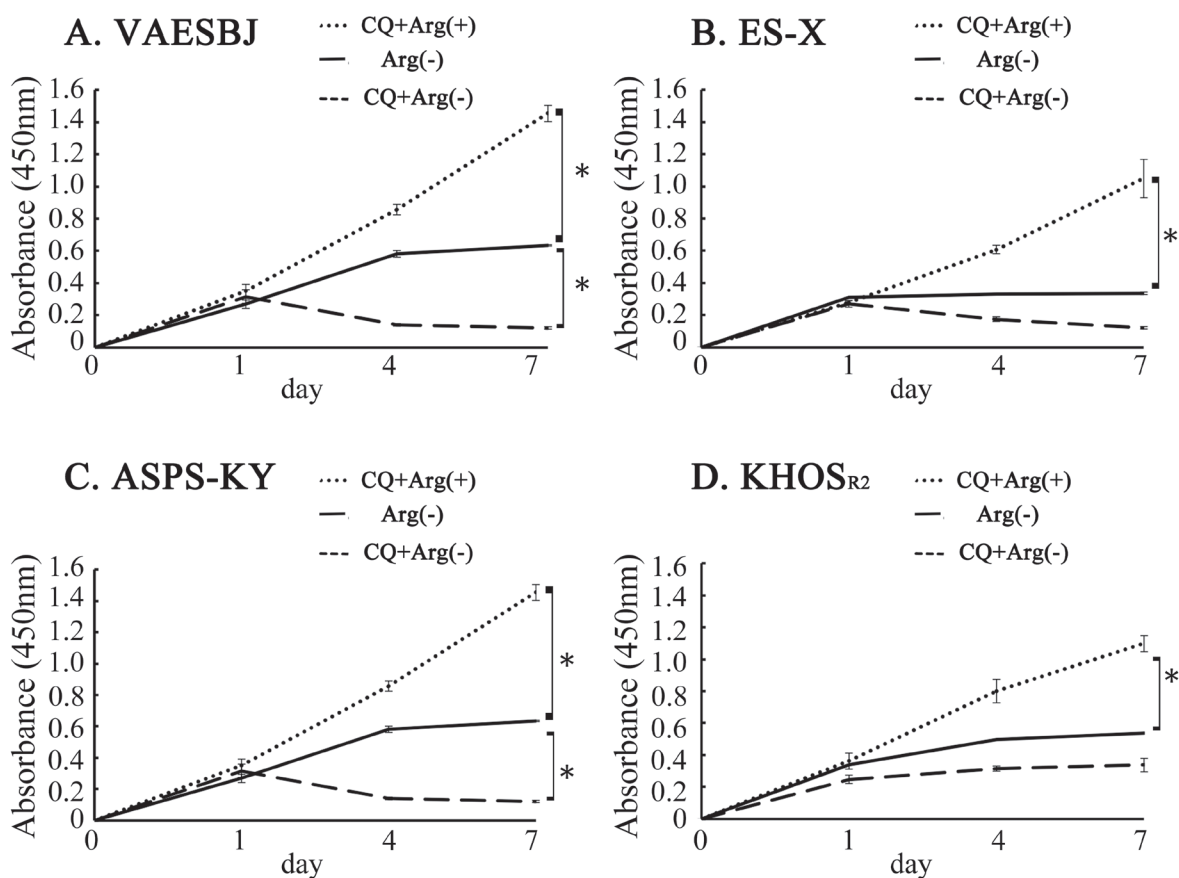 A. VAESBJ
CQ+Arg(+)
Arg(-)
CQ+Arg(-)
Absorbance (450nm)
1.6
1.4
1.2
1.0
0.8
0.6
0.4
0.2
0
*
*
0 1 4 7
day
B. ES-X
CQ+Arg(+)
Arg(-)
CQ+Arg(-)
Absorbance (450nm)
1.6
1.4
1.2
1.0
0.8
0.6
0.4
0.2
0
*
0 1 4 7
day
C. ASPS-KY
CQ+Arg(+)
Arg(-)
CQ+Arg(-)
Absorbance (450nm)
1.6
1.4
1.2
1.0
0.8
0.6
0.4
0.2
0
*
*
0 1 4 7
day
D. KHOSR2
CQ+Arg(+)
Arg(-)
CQ+Arg(-)
Absorbance (450nm)
1.6
1.4
1.2
1.0
0.8
0.6
0.4
0.2
0
*
0 1 4 7
day